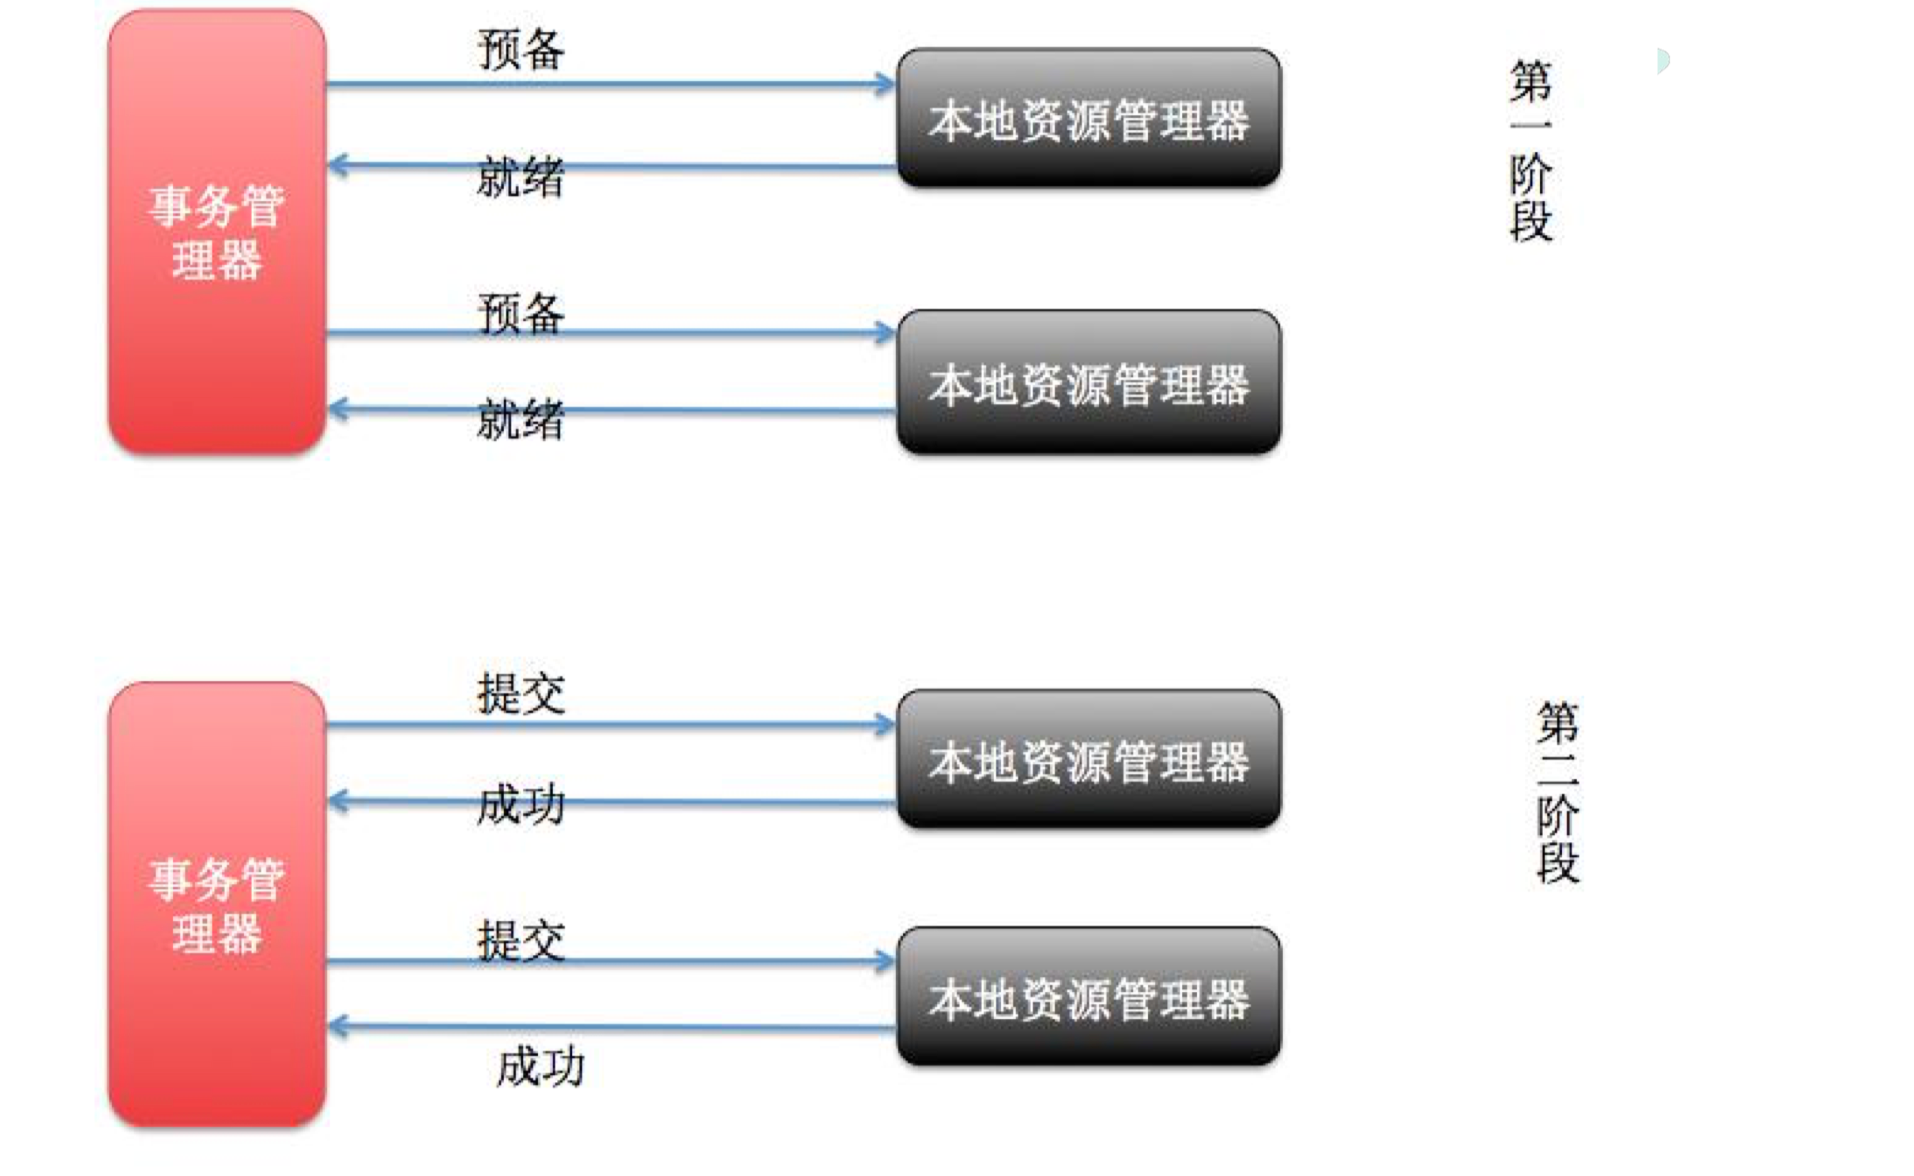 预备
本地资源管理器
就绪
事务管
理器
预备
本地资源管理器
就绪
第一阶段
提交
本地资源管理器
成功
事务管
理器
提交
本地资源管理器
成功
第二阶段